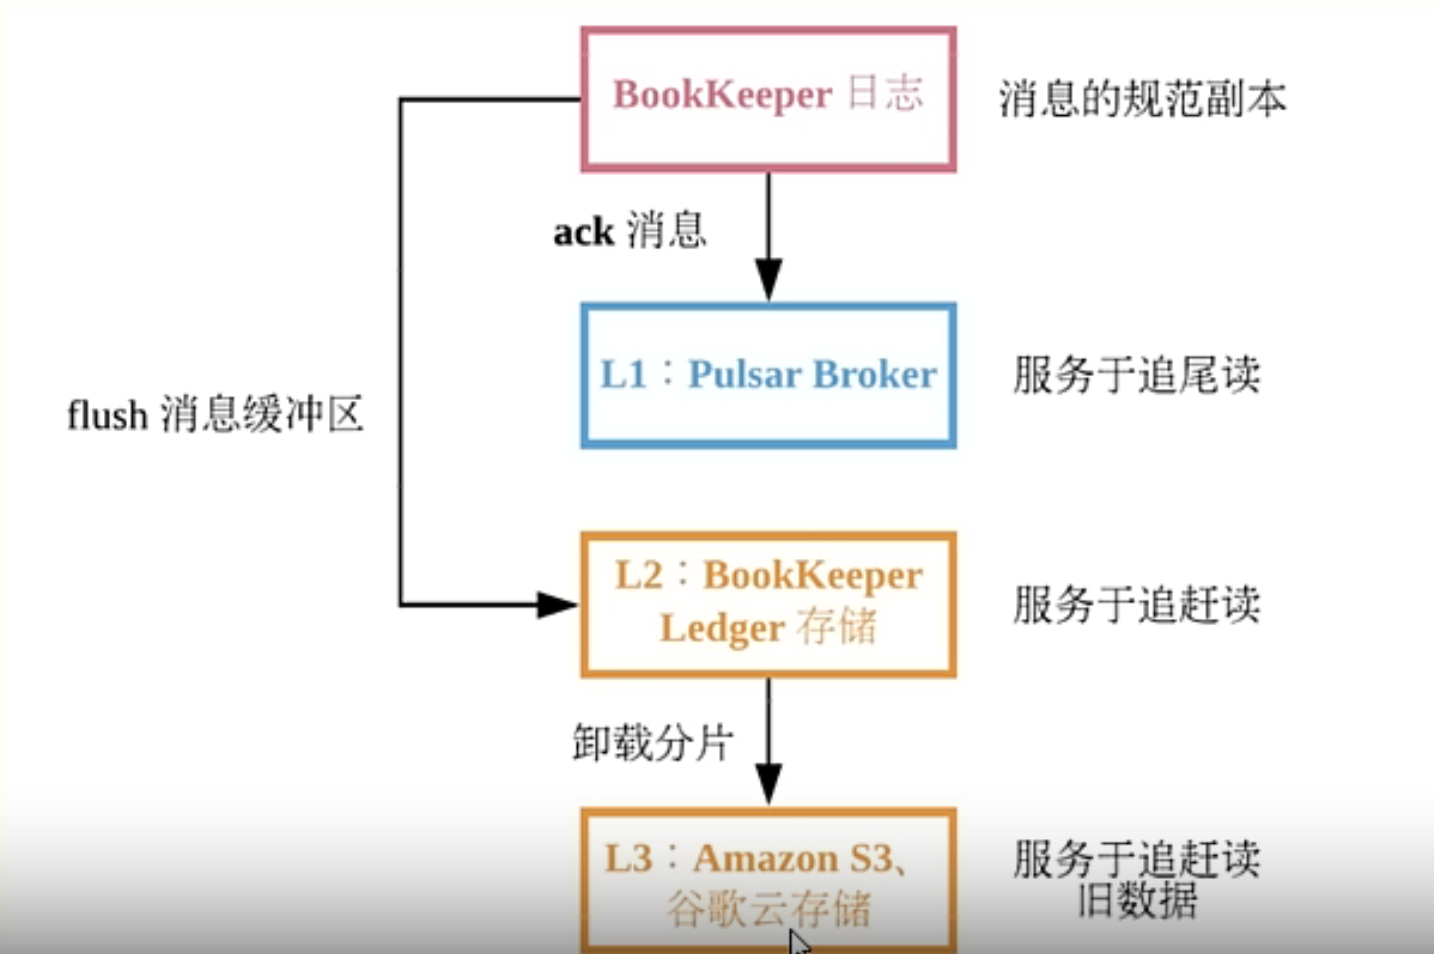 BookKeeper 日志
消息的规范副本
ack 消息
L1：Pulsar Broker
服务于追尾读
flush 消息缓冲区
L2：BookKeeper
Ledger 存储
服务于追赶读
卸载分片
L3：Amazon S3、
谷歌云存储
服务于追赶读
旧数据